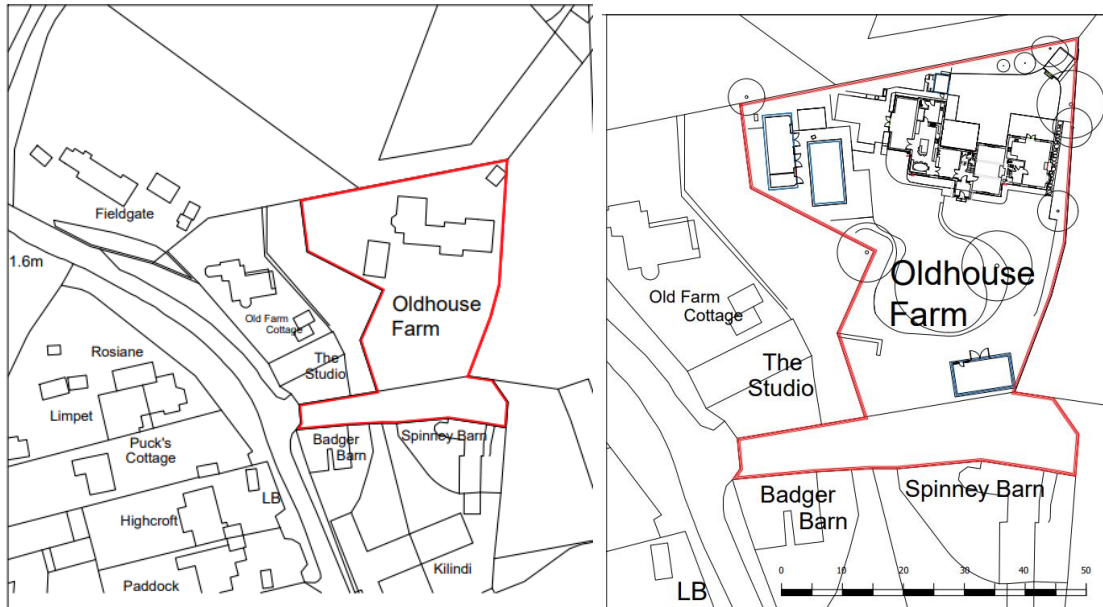 Fieldgate
1.6m
Old Farm
Cottage
Oldhouse
Farm
The
Studio
Rosiane
Limpet
Puck's
Cottage
LB
Highcroft
Paddock
Badger
Barn
Spinney Barn
Kilindi
Oldhouse
Farm
Old Farm
Cottage
The
Studio
Badger
Barn
Spinney Barn
LB
0 10 20 30 40 50